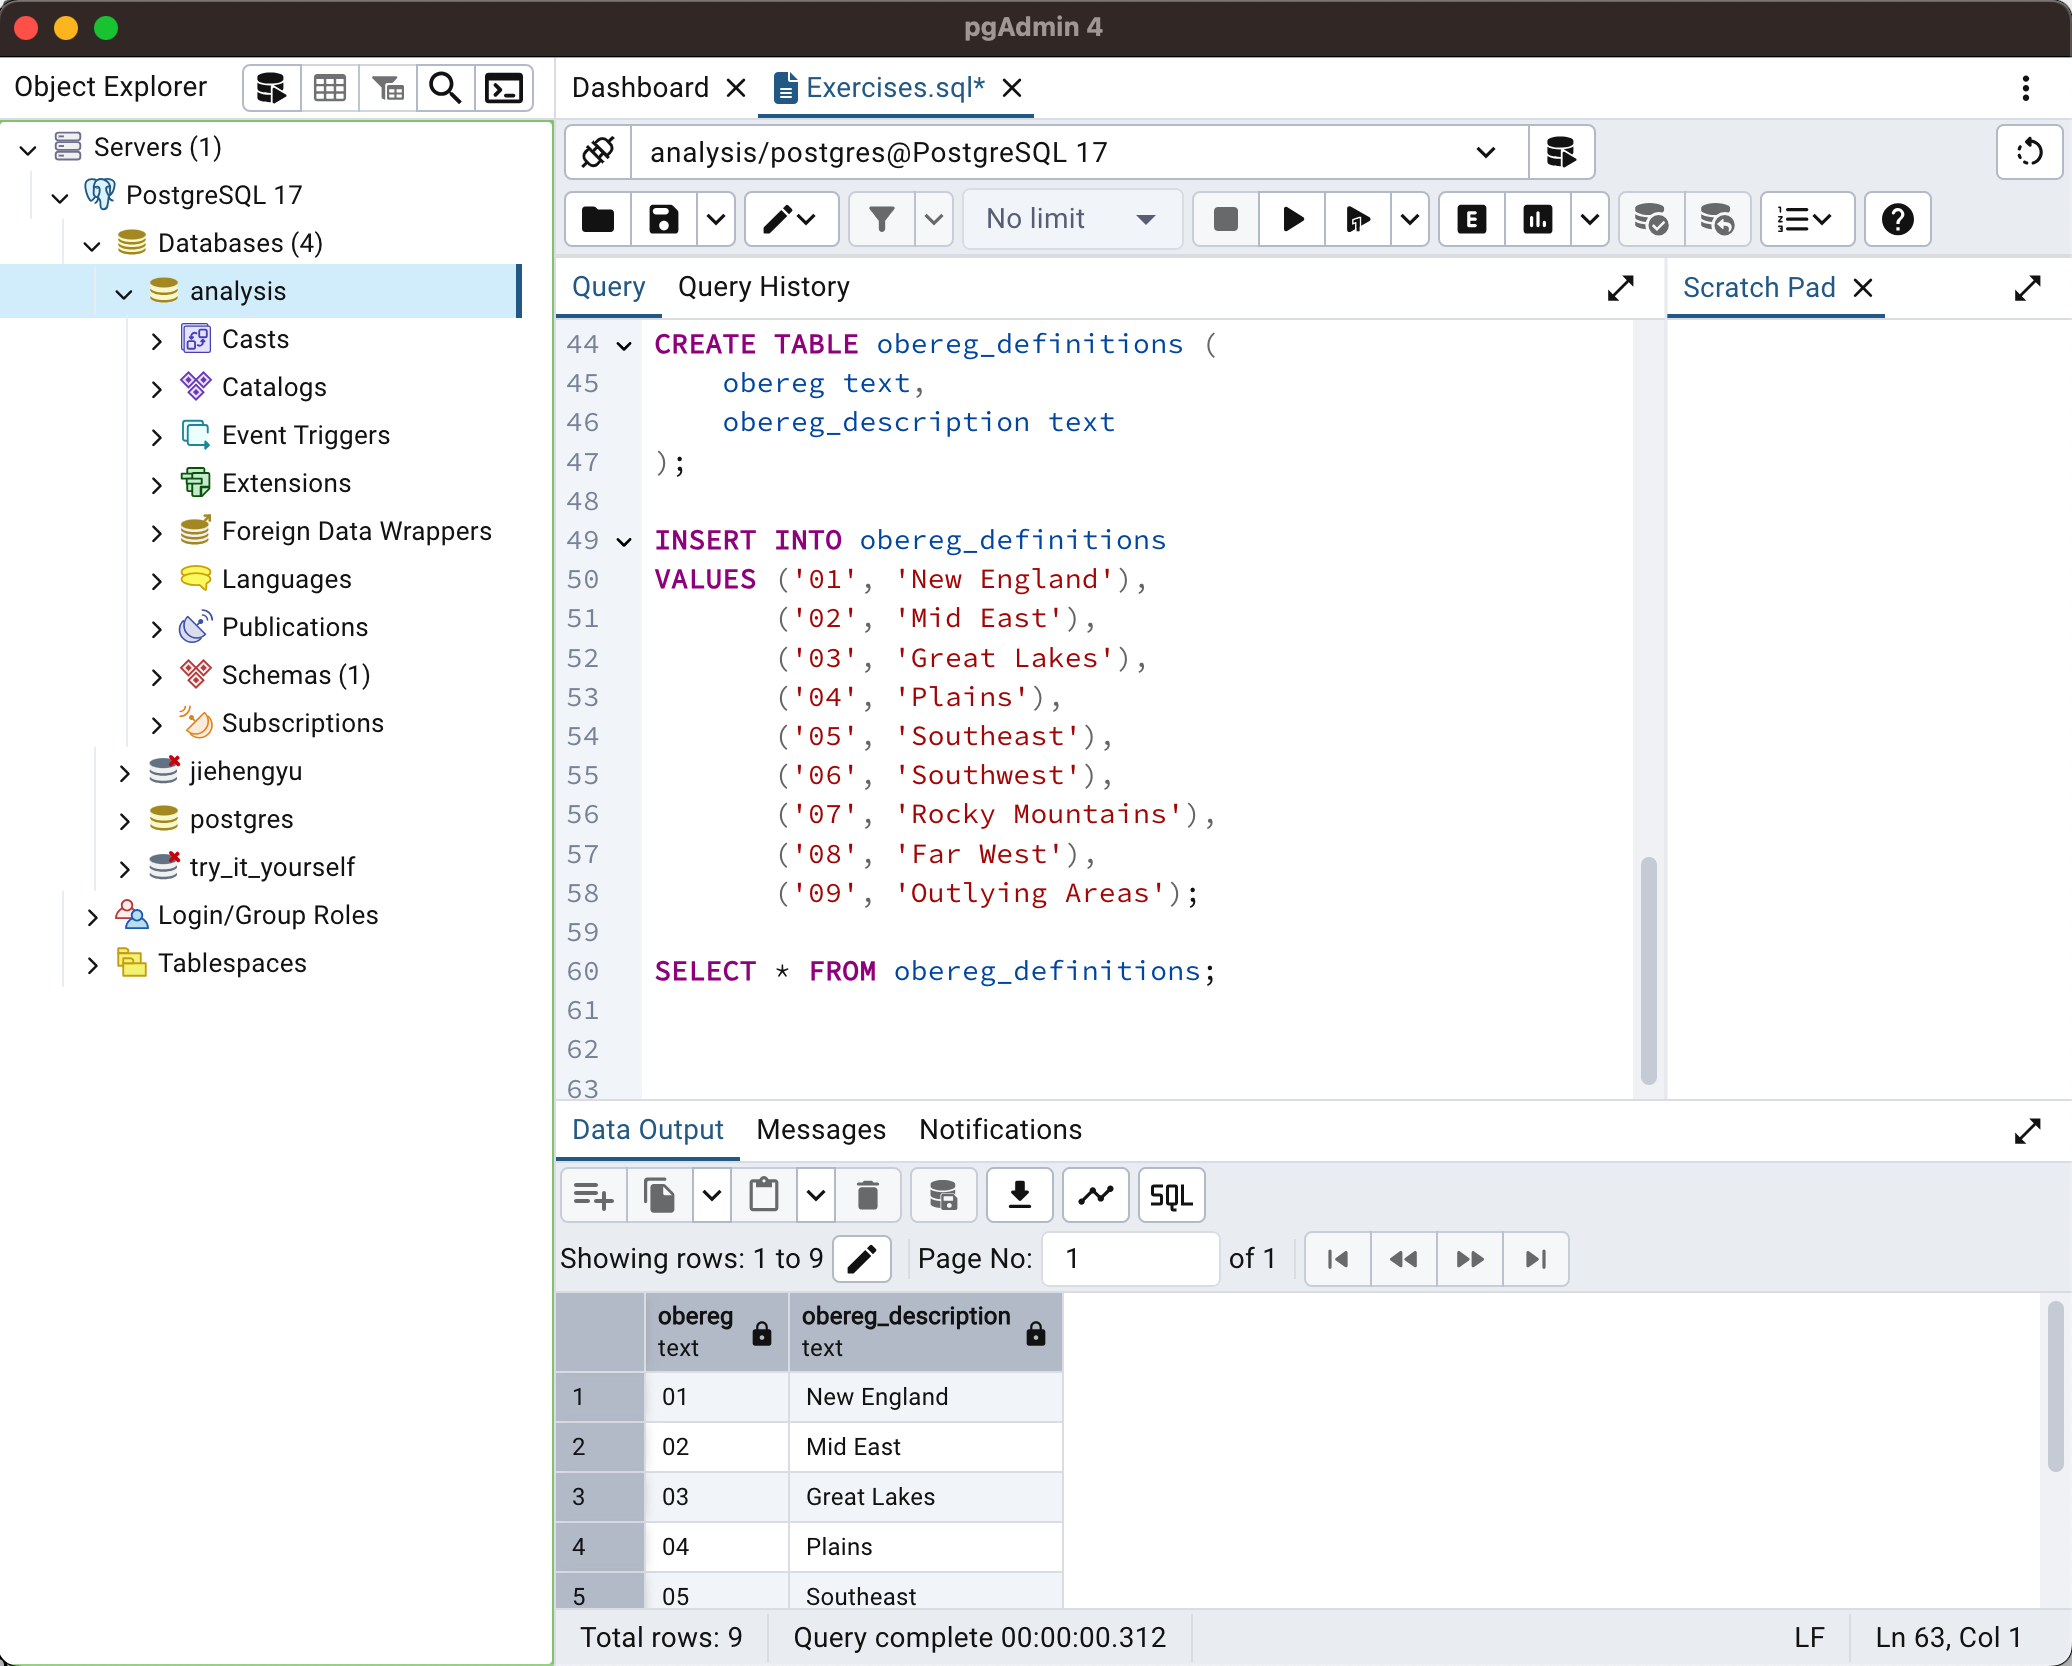 pgAdmin 4
Object Explorer
Dashboard
Exercises.sql*
Servers (1)
PostgreSQL 17
Databases (4)
analysis
Casts
Catalogs
Event Triggers
Extensions
Foreign Data Wrappers
Languages
Publications
Schemas (1)
Subscriptions
jiehengyu
postgres
try_it_yourself
Login/Group Roles
Tablespaces
analysis/postgres@PostgreSQL 17
No limit
E
Query
Query History
Scratch Pad
44 CREATE TABLE obereg_definitions (
45 obereg text,
46 obereg_description text
47 );
48
49 INSERT INTO obereg_definitions
50 VALUES ('01', 'New England'),
51 ('02', 'Mid East'),
52 ('03', 'Great Lakes'),
53 ('04', 'Plains'),
54 ('05', 'Southeast'),
55 ('06', 'Southwest'),
56 ('07', 'Rocky Mountains'),
57 ('08', 'Far West'),
58 ('09', 'Outlying Areas');
59
60 SELECT * FROM obereg_definitions;
61
62
63
Data Output
Messages
Notifications
SQL
Showing rows: 1 to 9
Page No: 1 of 1
obereg text
obereg_description text
1 01 New England
2 02 Mid East
3 03 Great Lakes
4 04 Plains
5 05 Southeast
Total rows: 9
Query complete 00:00:00.312
LF
Ln 63, Col 1